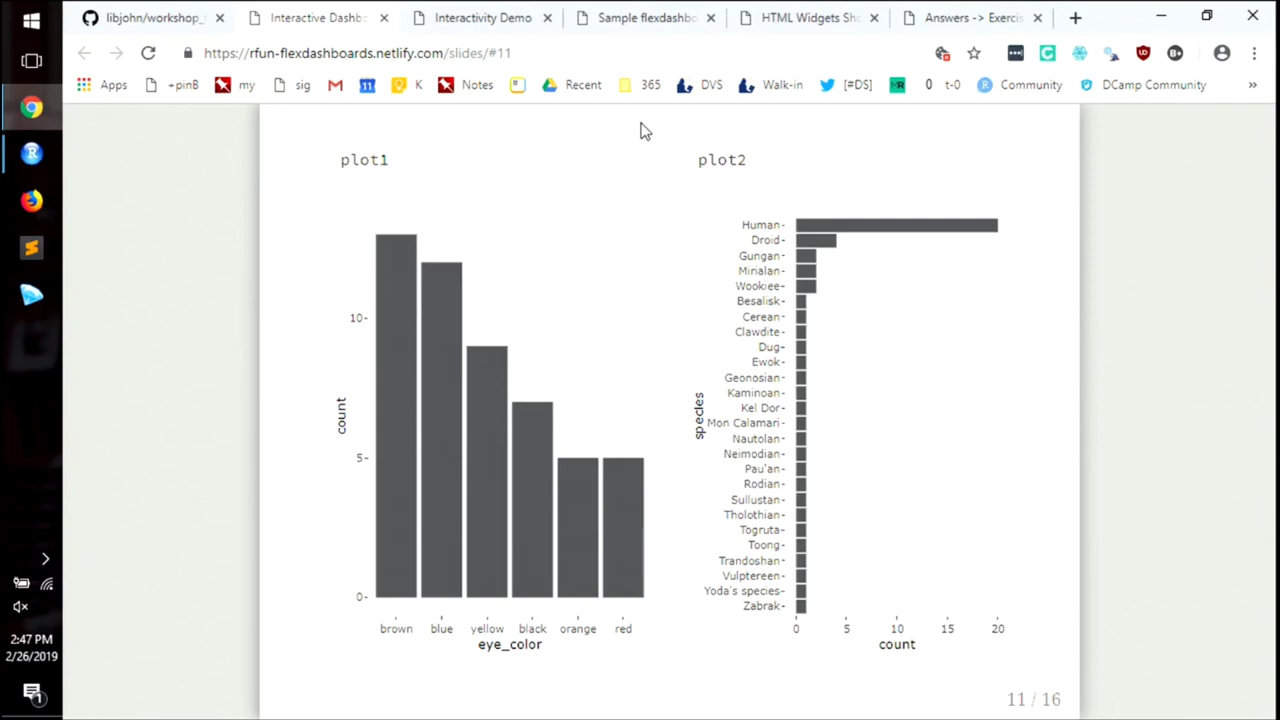 libjohn/workshop_
Interactive Dashb
Interactivity Demo
Sample flexdashbo
HTML Widgets Sh
Answers -> Exercis
https://rfun-flexdashboards.netlify.com/slides/#11
Apps
+pinB
my
sig
11
K
Notes
Recent
365
DVS
Walk-in
[#DS]
0
t-0
Community
DCamp Community
»
plot1
count
10
5
0
brown
blue
yellow
black
orange
red
eye_color
plot2
species
Human
Droid
Gungan
Mirialan
Wookiee
Besalisk
Cerean
Clawdite
Dug
Ewok
Geonosian
Kaminoan
Kel Dor
Mon Calamari
Nautolan
Neimodian
Pau'an
Rodian
Sullustan
Tholothian
Togruta
Toong
Trandoshan
Vulptereen
Yoda's species
Zabrak
0
5
10
15
20
count
11 / 16
2:47 PM
2/26/2019
1